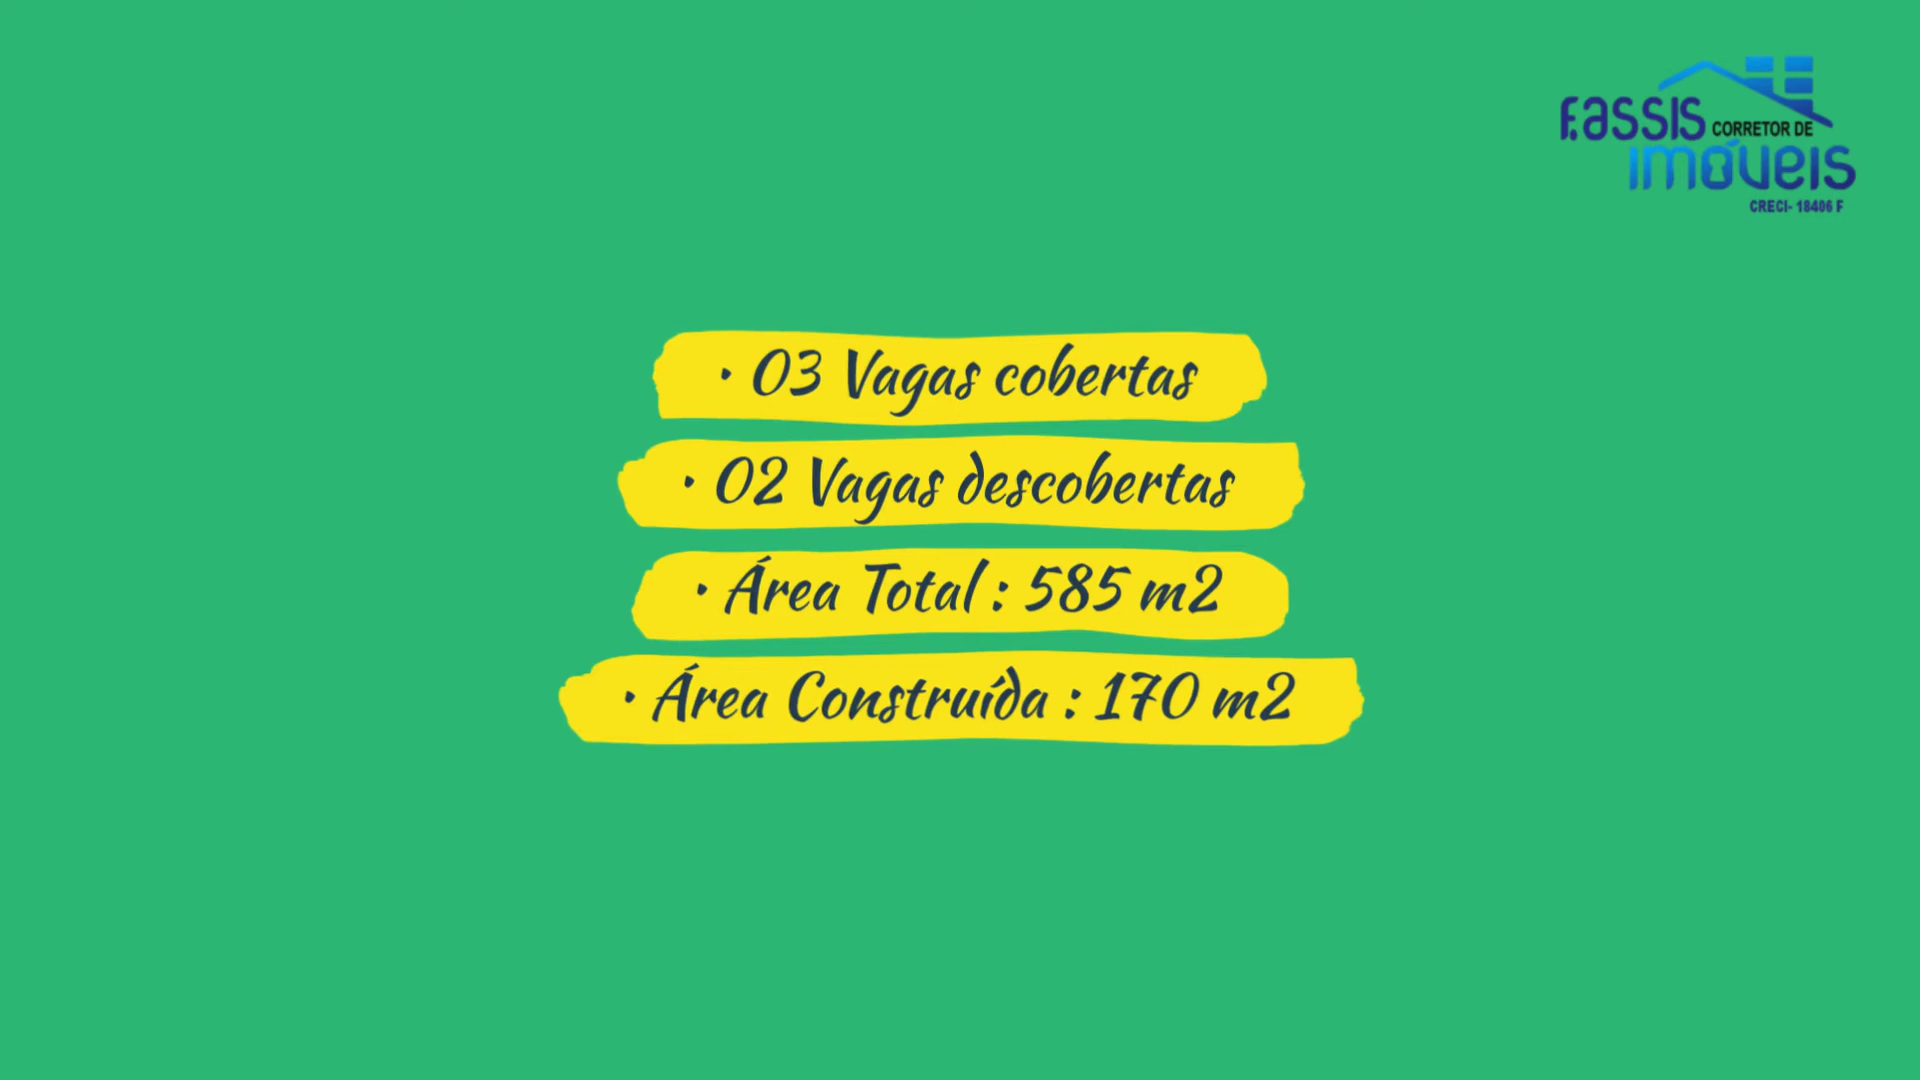 F.ASSIS CORRETOR DE
imóveis
CRECI- 18406 F
• 03 Vagas cobertas
• 02 Vagas descobertas
• Área Total : 585 m2
• Área Construída : 170 m2